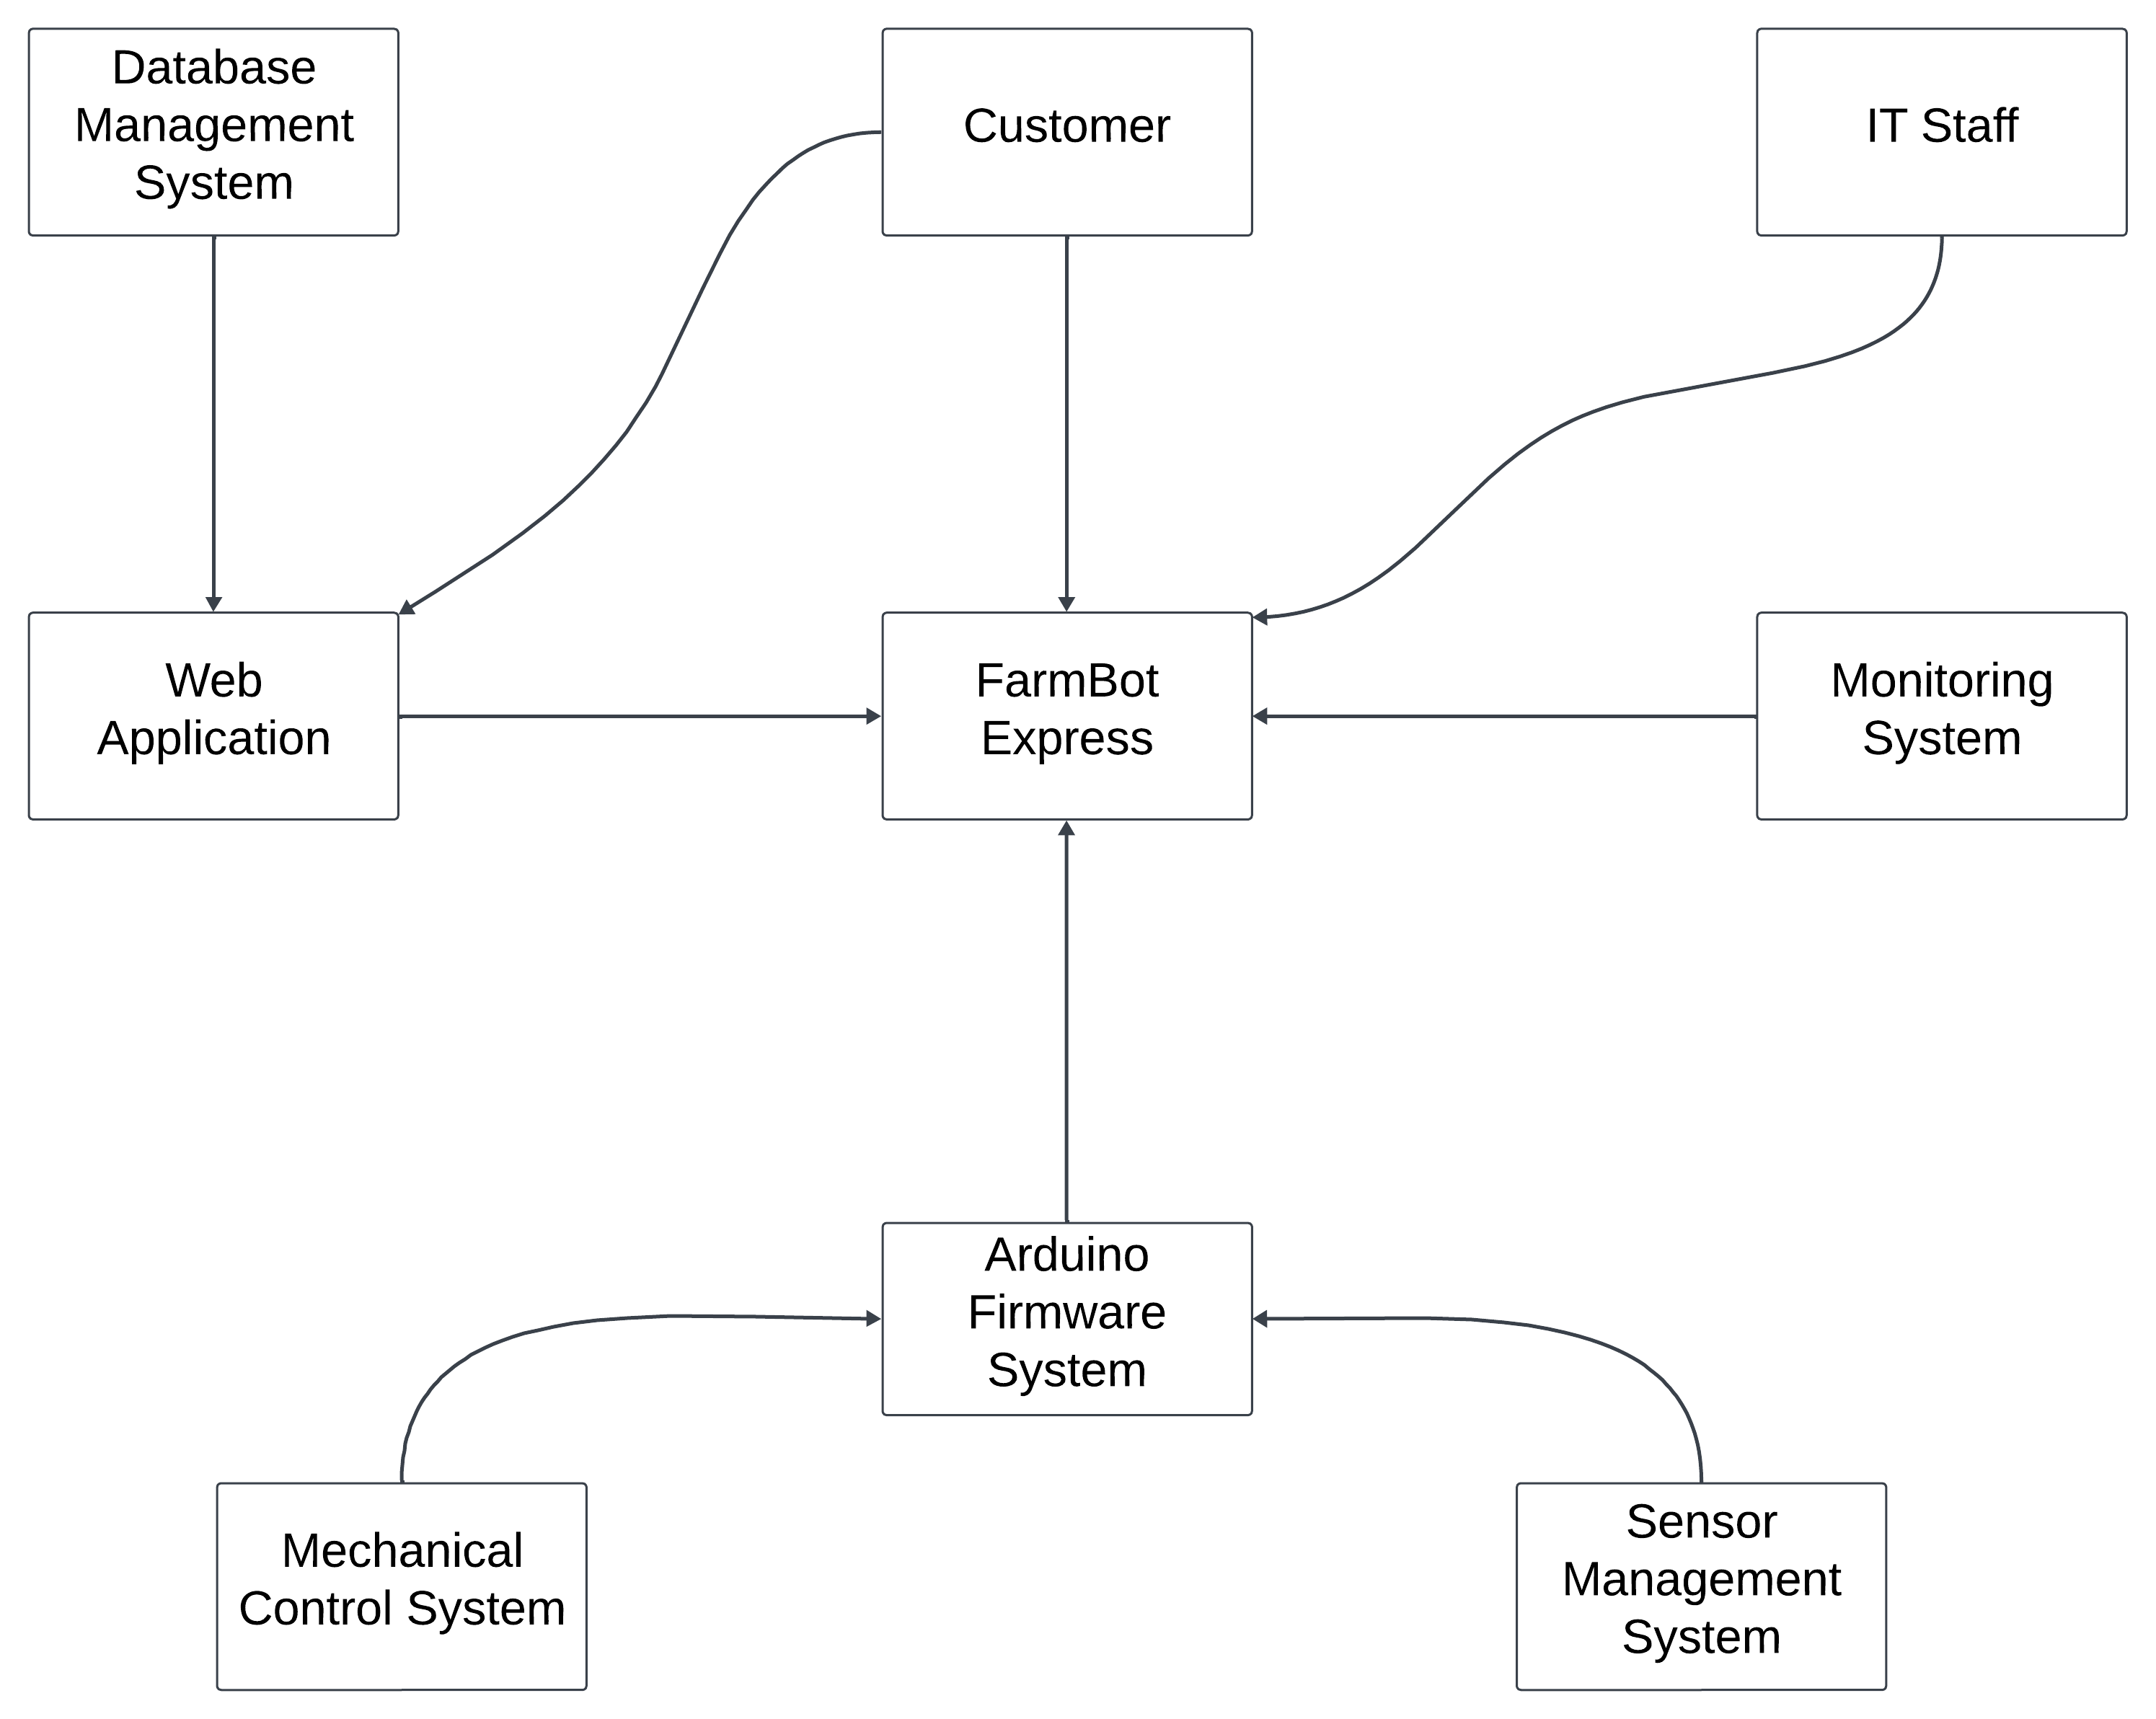 Database
Management
System
Customer
IT Staff
Web
Application
FarmBot
Express
Monitoring
System
Arduino
Firmware
System
Mechanical
Control System
Sensor
Management
System